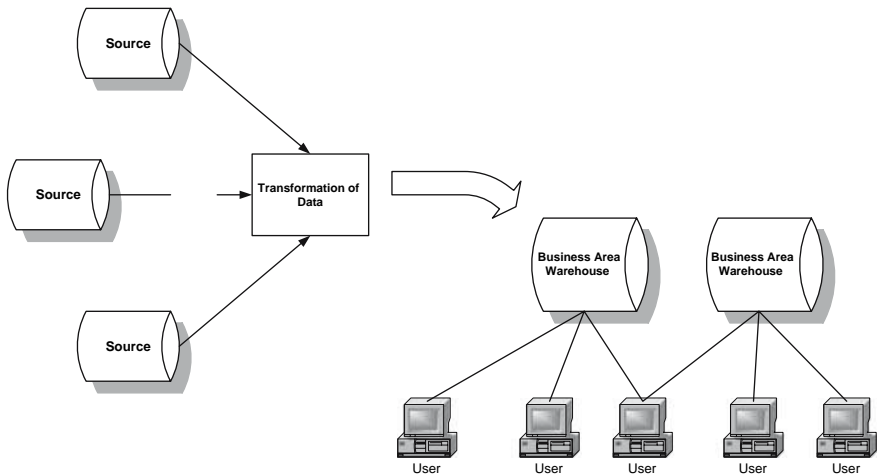 Source
Source
Transformation of
Data
Source
Business Area
Warehouse
Business Area
Warehouse
User
User
User
User
User